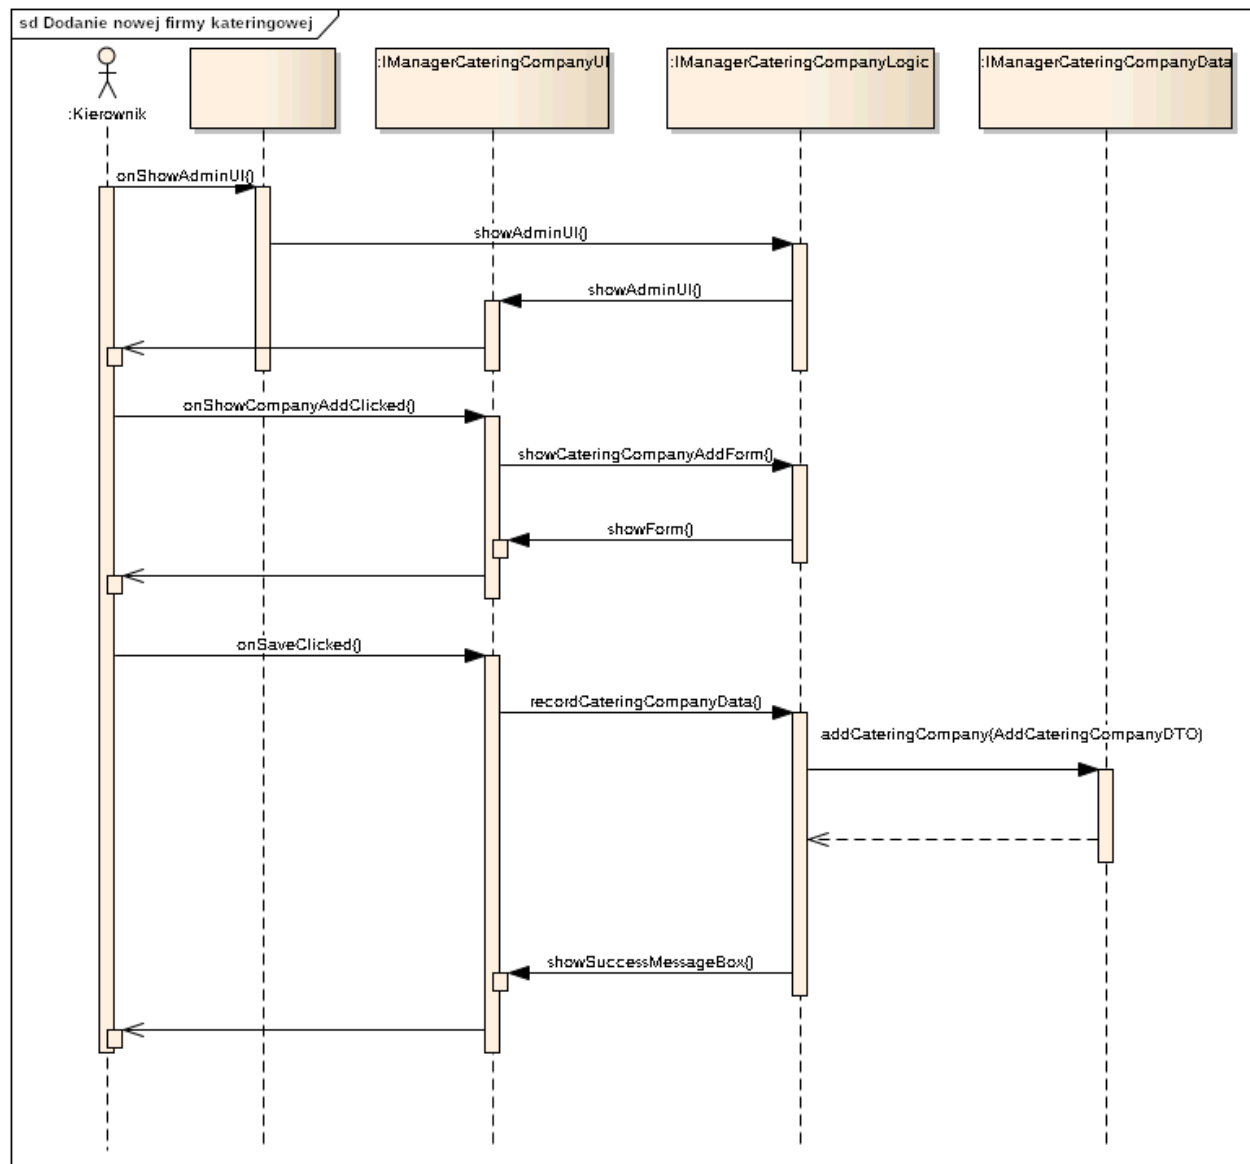 sd Dodanie nowej firmy kateringowej
:Kierownik
:IManagerCateringCompanyUI
:IManagerCateringCompanyLogic
:IManagerCateringCompanyData
onShowAdminUI()
showAdminUI()
showAdminUI()
onShowCompanyAddClicked()
showCateringCompanyAddForm()
showForm()
onSaveClicked()
recordCateringCompanyData()
addCateringCompany(AddCateringCompanyDTO)
showSuccessMessageBox()